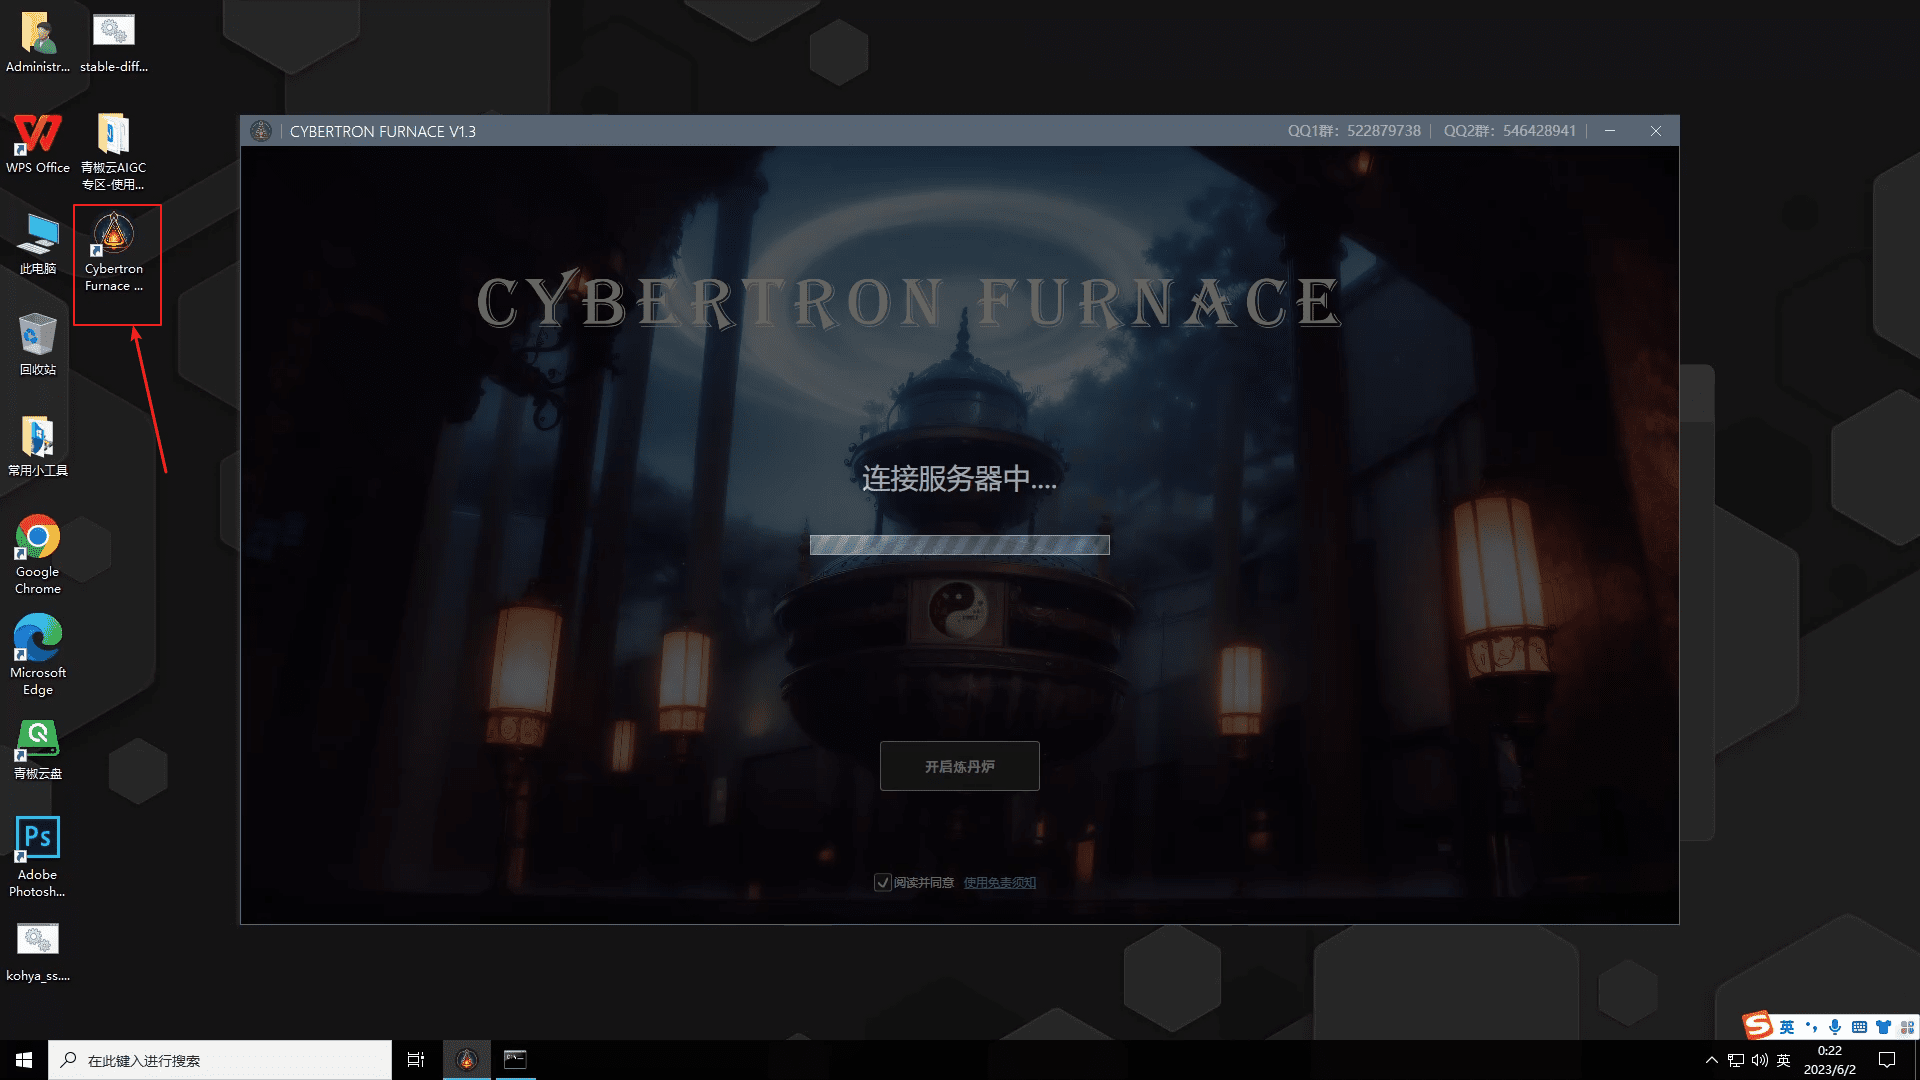 Administr...
stable-diff...
WPS Office
青椒云AIGC
专区-使用...
此电脑
Cybertron
Furnace ...
回收站
常用小工具
Google
Chrome
Microsoft
Edge
青椒云盘
Ps
Adobe
Photosh...
kohya_ss....
CYBERTRON FURNACE V1.3
QQ1群：522879738
QQ2群：546428941
CYBERTRON FURNACE
连接服务器中....
开启炼丹炉
阅读并同意 使用免责须知
英
在此键入进行搜索
英
0:22
2023/6/2